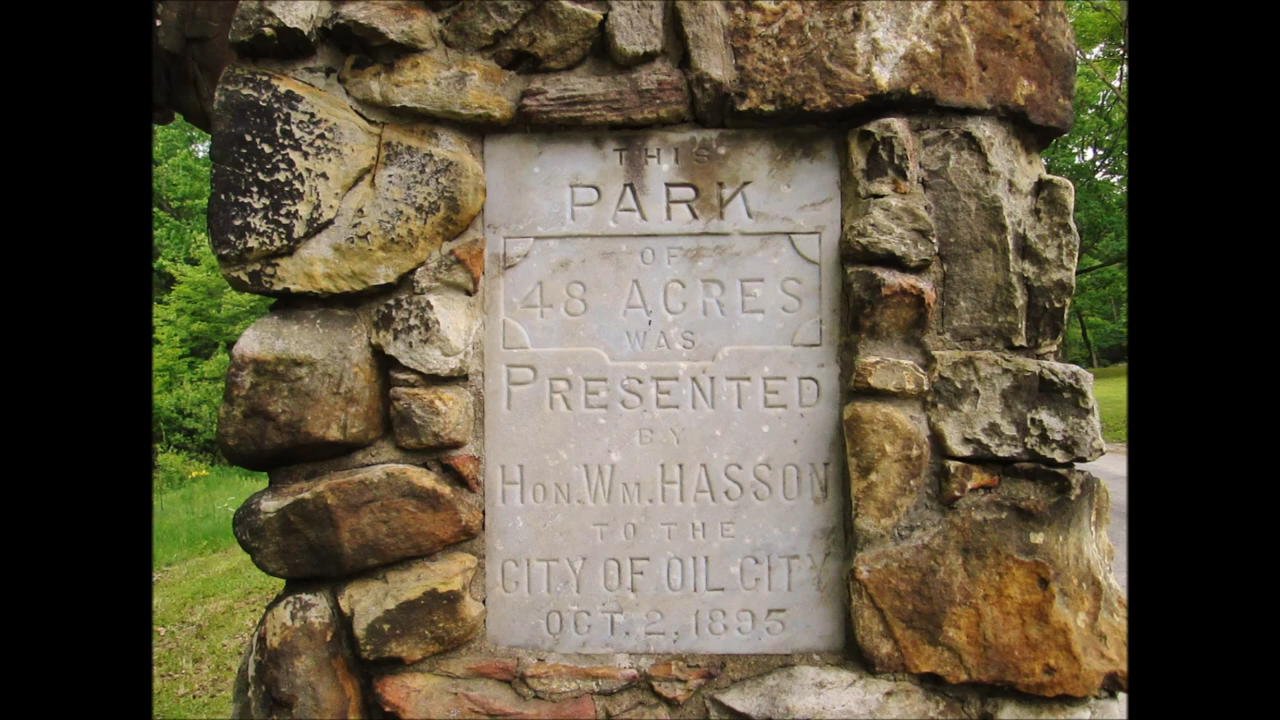 THIS
PARK
OF
48 ACRES
WAS
PRESENTED
BY
HON. WM. HASSON
TO THE
CITY OF OIL CITY
OCT. 2, 1895